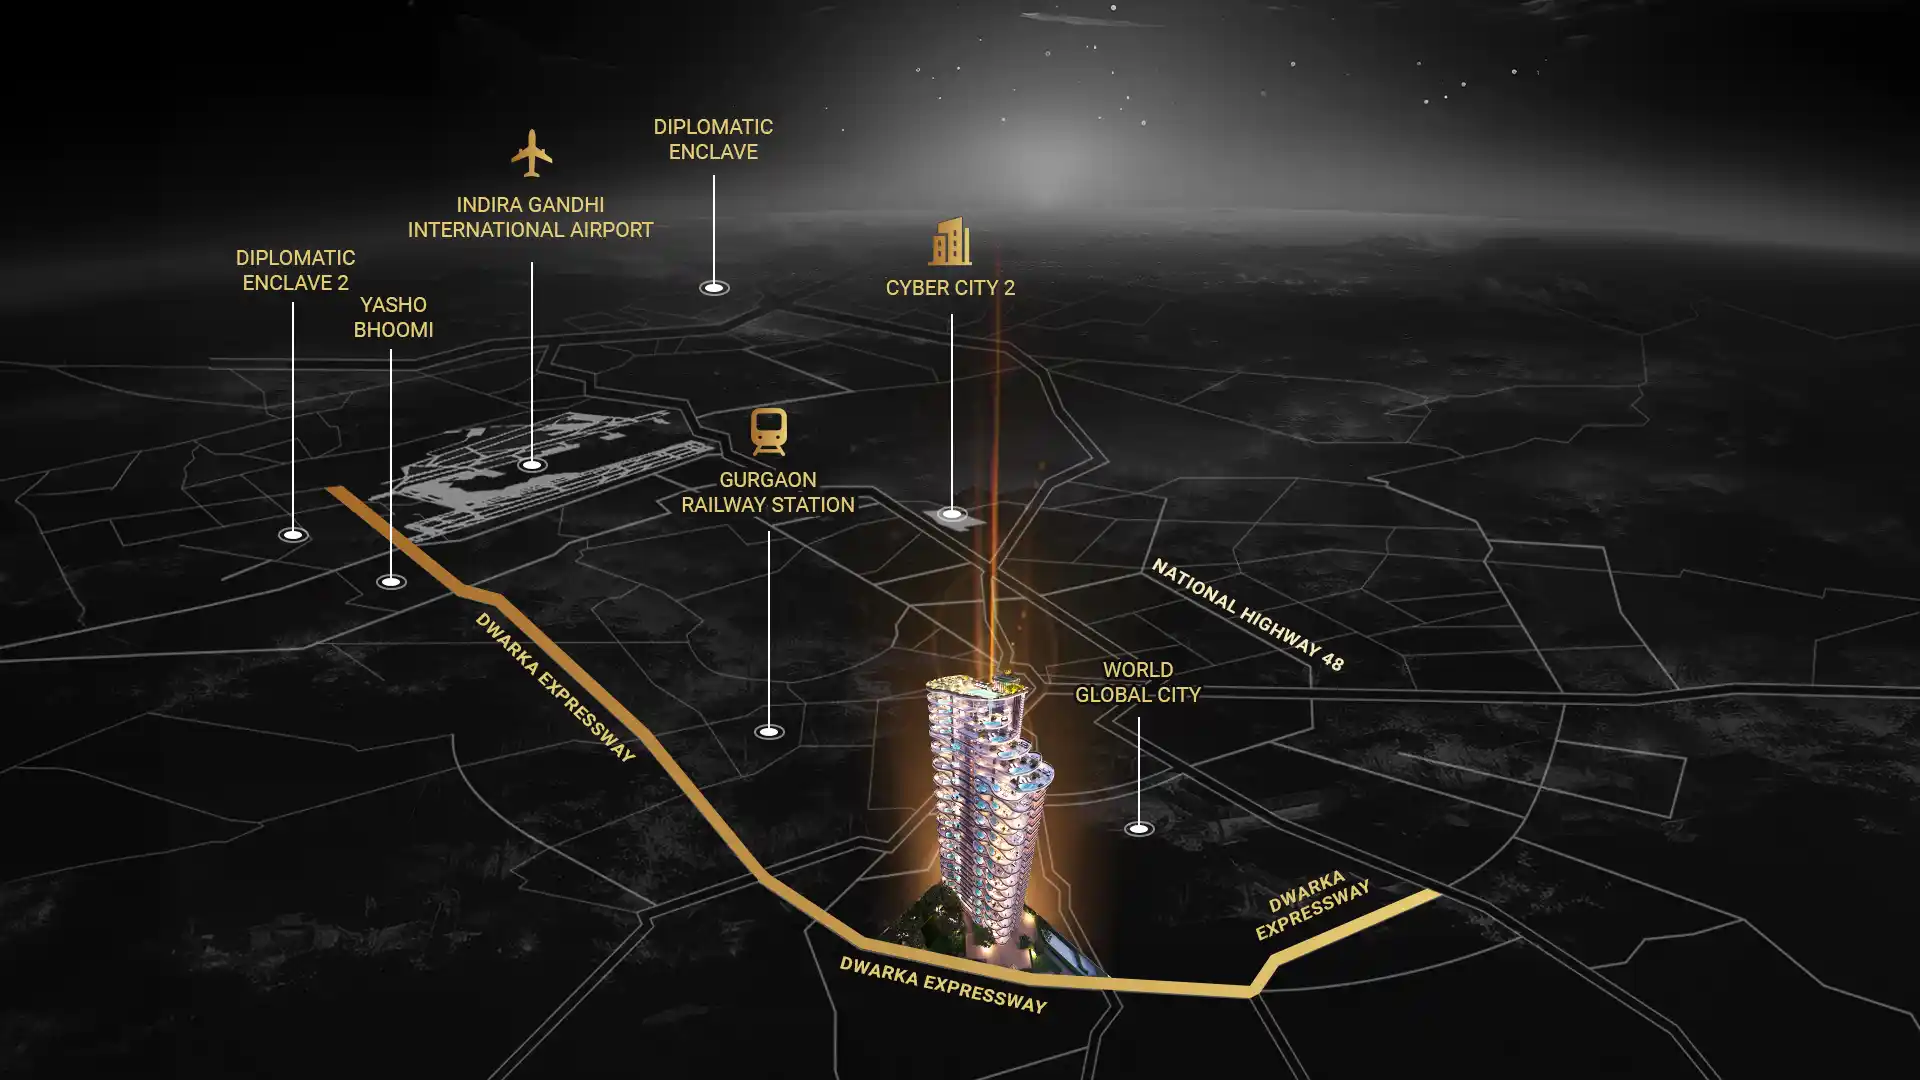 DIPLOMATIC
ENCLAVE
INDIRA GANDHI
INTERNATIONAL AIRPORT
DIPLOMATIC
ENCLAVE 2
YASHO
BHOOMI
CYBER CITY 2
GURGAON
RAILWAY STATION
NATIONAL HIGHWAY 48
DWARKA EXPRESSWAY
WORLD
GLOBAL CITY
DWARKA
EXPRESSWAY
DWARKA EXPRESSWAY